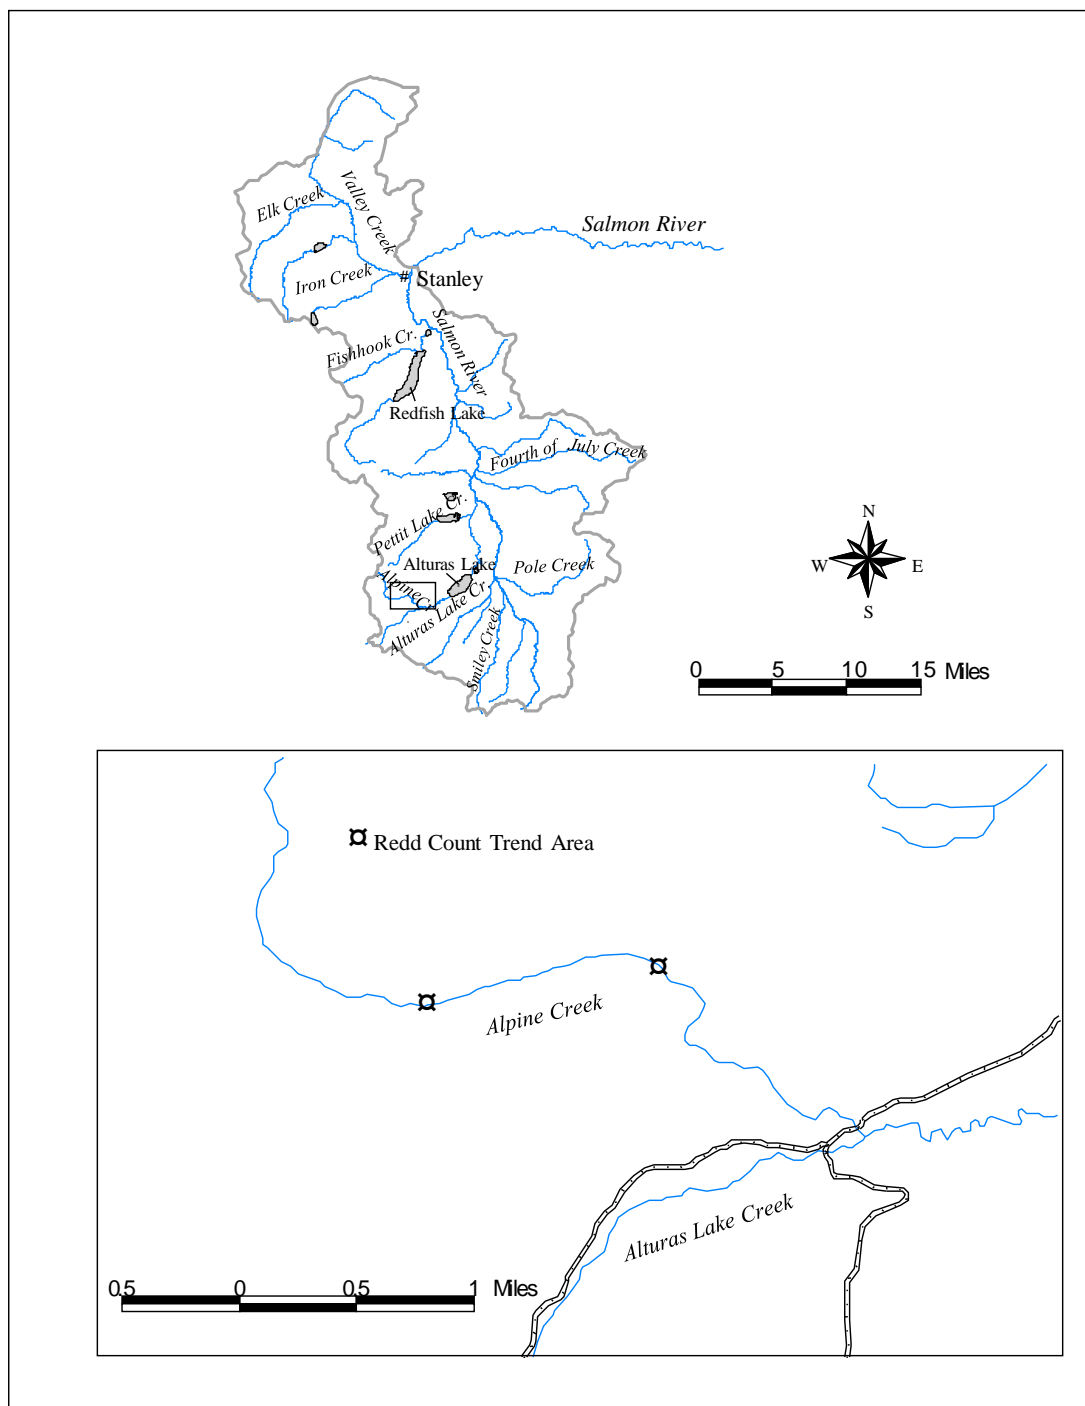 Elk Creek
Valley Creek
Salmon River
Iron Creek
# Stanley
Fishhook Cr.
Salmon River
Redfish Lake
Fourth of July Creek
Pettit Lake Cr.
Alturas Lake
Alpine Cr.
Pole Creek
Alturas Lake Cr.
Smiley Creek
N
W E
S
0 5 10 15 Miles
Redd Count Trend Area
Alpine Creek
Alturas Lake Creek
0.5 0 0.5 1 Miles